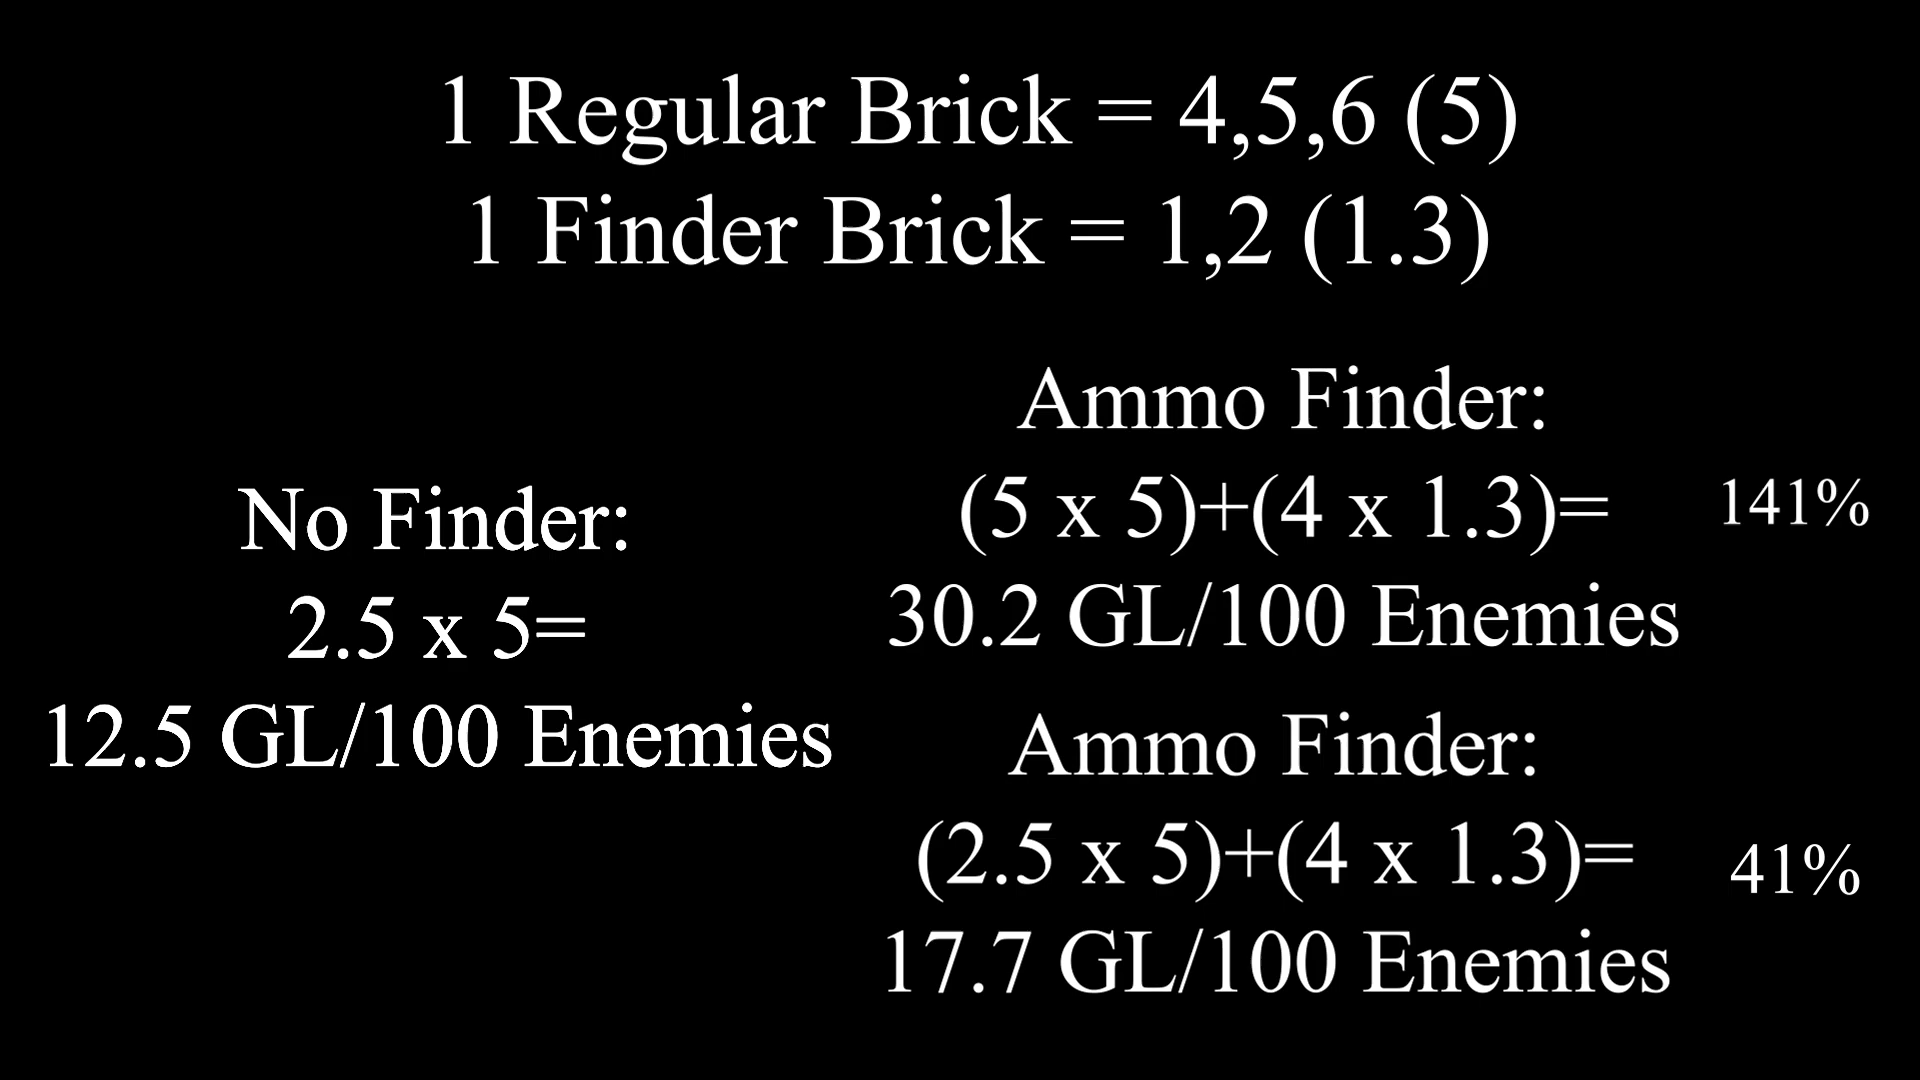 1 Regular Brick = 4,5,6 (5)
1 Finder Brick = 1,2 (1.3)
No Finder:
2.5 x 5=
12.5 GL/100 Enemies
Ammo Finder:
(5 x 5)+(4 x 1.3)=
30.2 GL/100 Enemies
141%
Ammo Finder:
(2.5 x 5)+(4 x 1.3)=
17.7 GL/100 Enemies
41%